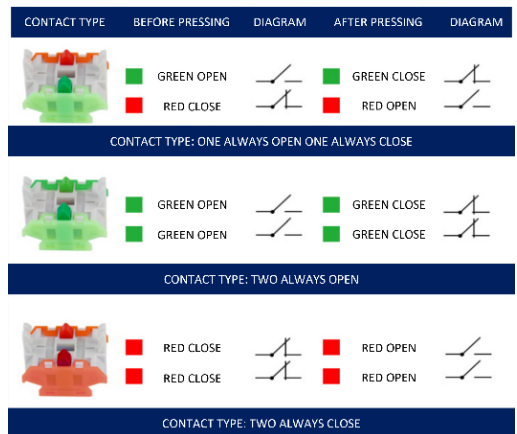 CONTACT TYPE BEFORE PRESSING DIAGRAM AFTER PRESSING DIAGRAM
GREEN OPEN GREEN CLOSE
RED CLOSE RED OPEN
CONTACT TYPE: ONE ALWAYS OPEN ONE ALWAYS CLOSE
GREEN OPEN GREEN CLOSE
GREEN OPEN GREEN CLOSE
CONTACT TYPE: TWO ALWAYS OPEN
RED CLOSE RED OPEN
RED CLOSE RED OPEN
CONTACT TYPE: TWO ALWAYS CLOSE